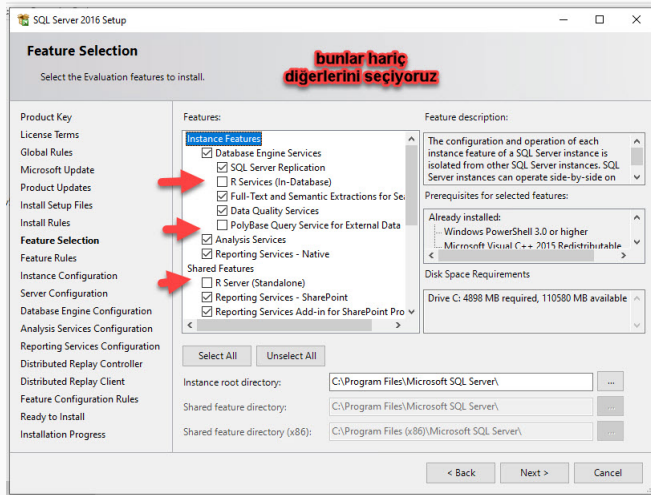 SQL Server 2016 Setup
Feature Selection
Select the Evaluation features to install.
bunlar hariç
diğerlerini seçiyoruz
Product Key
License Terms
Global Rules
Microsoft Update
Product Updates
Install Setup Files
Install Rules
Feature Selection
Feature Rules
Instance Configuration
Server Configuration
Database Engine Configuration
Analysis Services Configuration
Reporting Services Configuration
Distributed Replay Controller
Distributed Replay Client
Feature Configuration Rules
Ready to Install
Installation Progress
Features:
Instance Features
Database Engine Services
SQL Server Replication
R Services (In-Database)
Full-Text and Semantic Extractions for Sea
Data Quality Services
PolyBase Query Service for External Data
Analysis Services
Reporting Services - Native
Shared Features
R Server (Standalone)
Reporting Services - SharePoint
Reporting Services Add-in for SharePoint Pro
Feature description:
The configuration and operation of each
instance feature of a SQL Server instance is
isolated from other SQL Server instances. SQL
Server instances can operate side-by-side on
Prerequisites for selected features:
Already installed:
Windows PowerShell 3.0 or higher
Microsoft Visual C++ 2015 Redistributable
Disk Space Requirements
Drive C: 4898 MB required, 110580 MB available
Select All
Unselect All
Instance root directory:
C:\Program Files\Microsoft SQL Server\
...
Shared feature directory:
C:\Program Files\Microsoft SQL Server\
...
Shared feature directory (x86):
C:\Program Files (x86)\Microsoft SQL Server\
...
< Back
Next >
Cancel